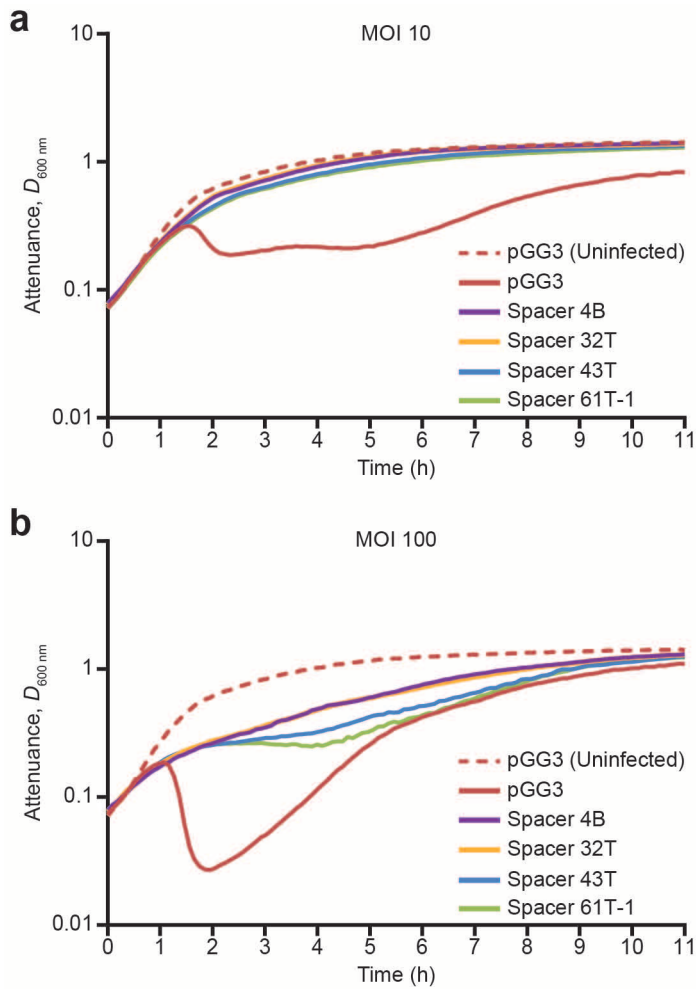 a
MOI 10
10
1
0.1
0.01
Attenuance, D600 nm
0 1 2 3 4 5 6 7 8 9 10 11
Time (h)
pGG3 (Uninfected)
pGG3
Spacer 4B
Spacer 32T
Spacer 43T
Spacer 61T-1
b
MOI 100
10
1
0.1
0.01
Attenuance, D600 nm
0 1 2 3 4 5 6 7 8 9 10 11
Time (h)
pGG3 (Uninfected)
pGG3
Spacer 4B
Spacer 32T
Spacer 43T
Spacer 61T-1